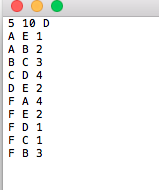 5 10 D
A E 1
A B 2
B C 3
C D 4
D E 2
F A 4
F E 2
F D 1
F C 1
F B 3